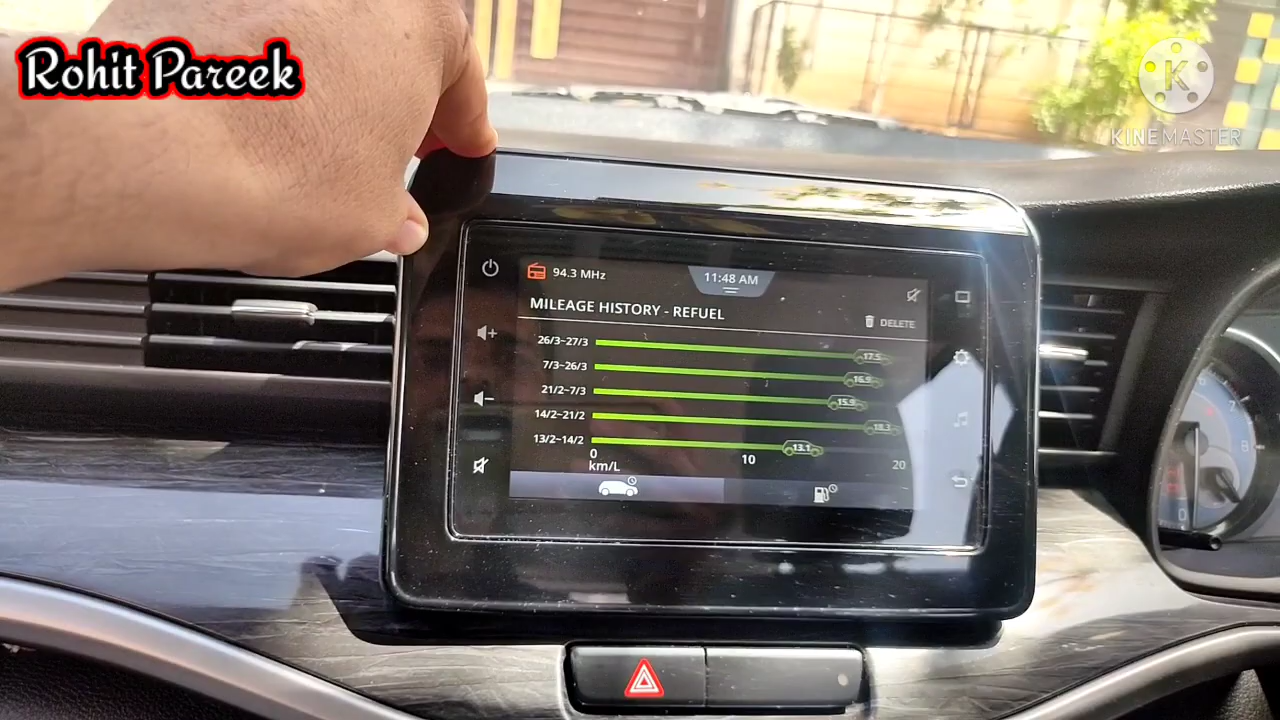 Rohit Pareek
K
KINEMASTER
94.3 MHz
11:48 AM
MILEAGE HISTORY - REFUEL
DELETE
26/3~27/3 17.5
7/3~26/3 16.9
21/2~7/3 15.9
14/2~21/2 18.3
13/2~14/2 13.1
0 10 20
km/L